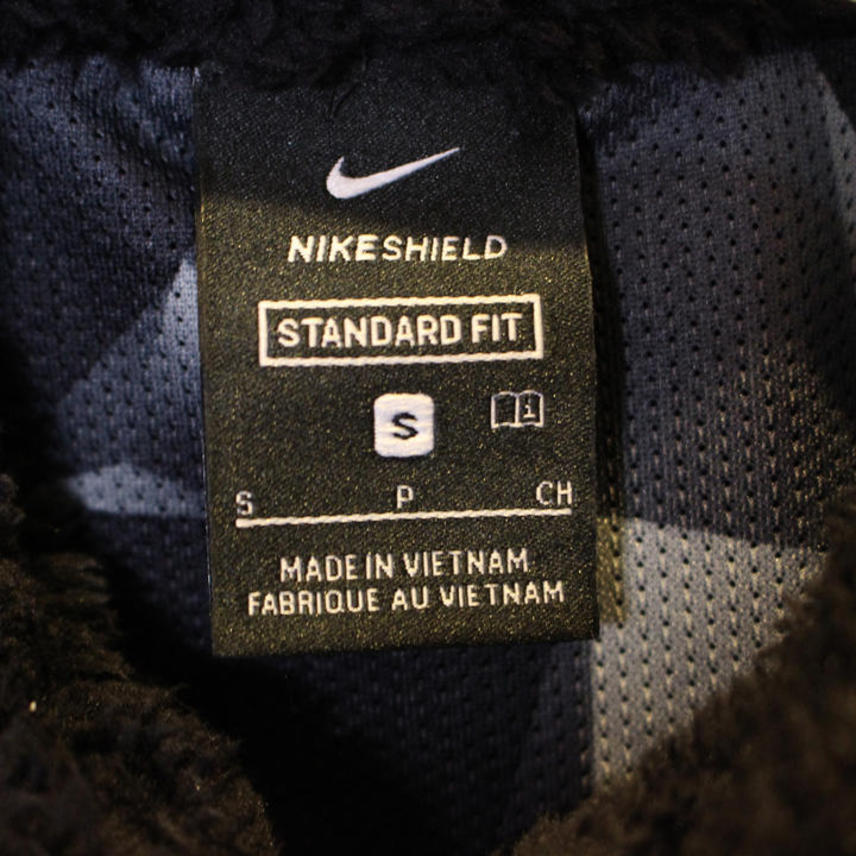 NIKESHIELD
STANDARD FIT
S i
S P CH
MADE IN VIETNAM
FABRIQUE AU VIETNAM